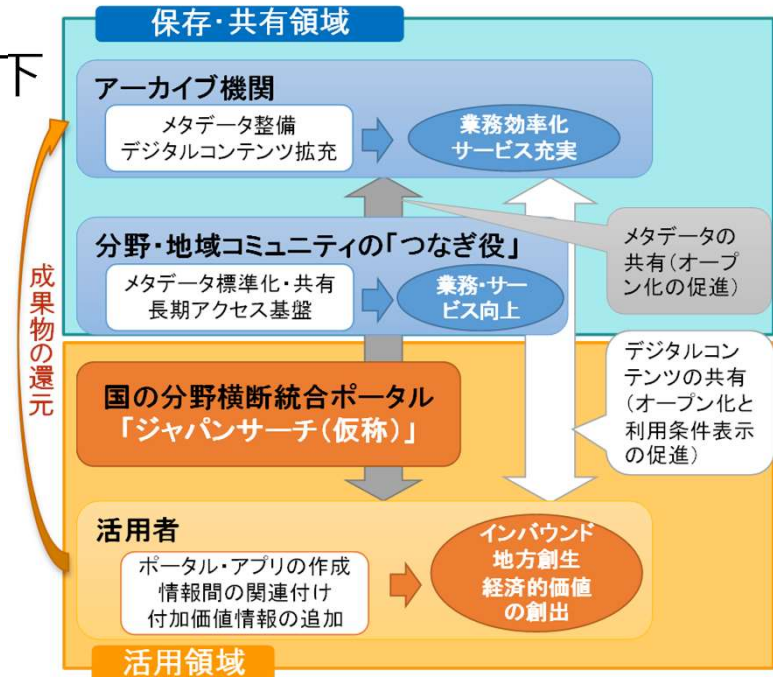 保存・共有領域
下
アーカイブ機関
メタデータ整備
デジタルコンテンツ拡充
業務効率化
サービス充実
分野・地域コミュニティの「つなぎ役」
メタデータ標準化・共有
長期アクセス基盤
業務・サー
ビス向上
メタデータの
共有(オープ
ン化の促進)
成果物の還元
国の分野横断統合ポータル
「ジャパンサーチ(仮称)」
デジタルコン
テンツの共有
(オープン化と
利用条件表示
の促進)
活用者
ポータル・アプリの作成
情報間の関連付け
付加価値情報の追加
インバウンド
地方創生
経済的価値
の創出
活用領域